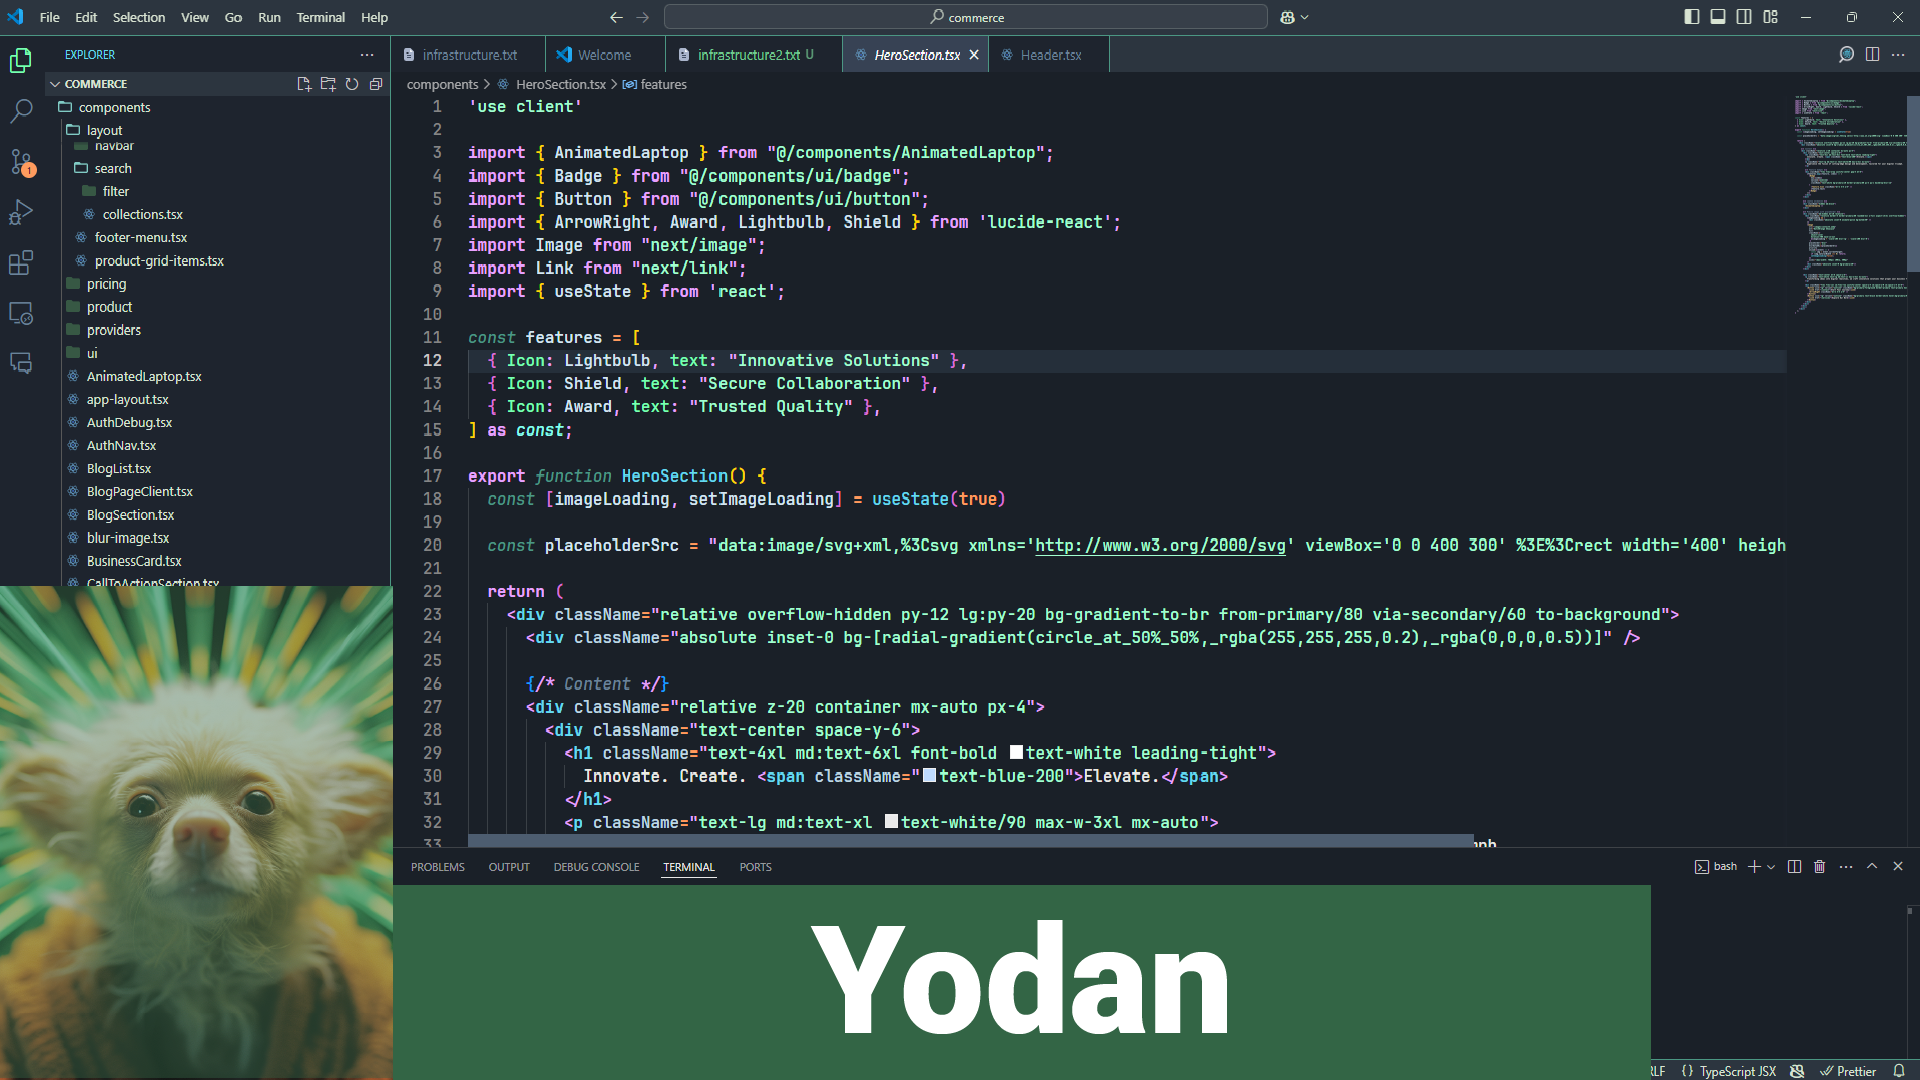 File Edit Selection View Go Run Terminal Help
commerce
EXPLORER
COMMERCE
components
layout
navbar
search
filter
collections.tsx
footer-menu.tsx
product-grid-items.tsx
pricing
product
providers
ui
AnimatedLaptop.tsx
app-layout.tsx
AuthDebug.tsx
AuthNav.tsx
BlogList.tsx
BlogPageClient.tsx
BlogSection.tsx
blur-image.tsx
BusinessCard.tsx
CallToActionSection.tsx
1
infrastructure.txt Welcome infrastructure2.txt U HeroSection.tsx Header.tsx
components > HeroSection.tsx > features
1 'use client'
2
3 import { AnimatedLaptop } from "@/components/AnimatedLaptop";
4 import { Badge } from "@/components/ui/badge";
5 import { Button } from "@/components/ui/button";
6 import { ArrowRight, Award, Lightbulb, Shield } from 'lucide-react';
7 import Image from "next/image";
8 import Link from "next/link";
9 import { useState } from 'react';
10
11 const features = [
12 { Icon: Lightbulb, text: "Innovative Solutions" },
13 { Icon: Shield, text: "Secure Collaboration" },
14 { Icon: Award, text: "Trusted Quality" },
15 ] as const;
16
17 export function HeroSection() {
18 const [imageLoading, setImageLoading] = useState(true)
19
20 const placeholderSrc = "data:image/svg+xml,%3Csvg xmlns='http://www.w3.org/2000/svg' viewBox='0 0 400 300' %3E%3Crect width='400' heigh
21
22 return (
23 <div className="relative overflow-hidden py-12 lg:py-20 bg-gradient-to-br from-primary/80 via-secondary/60 to-background">
24 <div className="absolute inset-0 bg-[radial-gradient(circle_at_50%_50%,_rgba(255,255,255,0.2),_rgba(0,0,0,0.5))]" />
25
26 {/* Content */}
27 <div className="relative z-20 container mx-auto px-4">
28 <div className="text-center space-y-6">
29 <h1 className="text-4xl md:text-6xl font-bold text-white leading-tight">
30 Innovate. Create. <span className="text-blue-200">Elevate.</span>
31 </h1>
32 <p className="text-lg md:text-xl text-white/90 max-w-3xl mx-auto">
33
PROBLEMS OUTPUT DEBUG CONSOLE TERMINAL PORTS
bash
Yodan
RLF {} TypeScript JSX Prettier